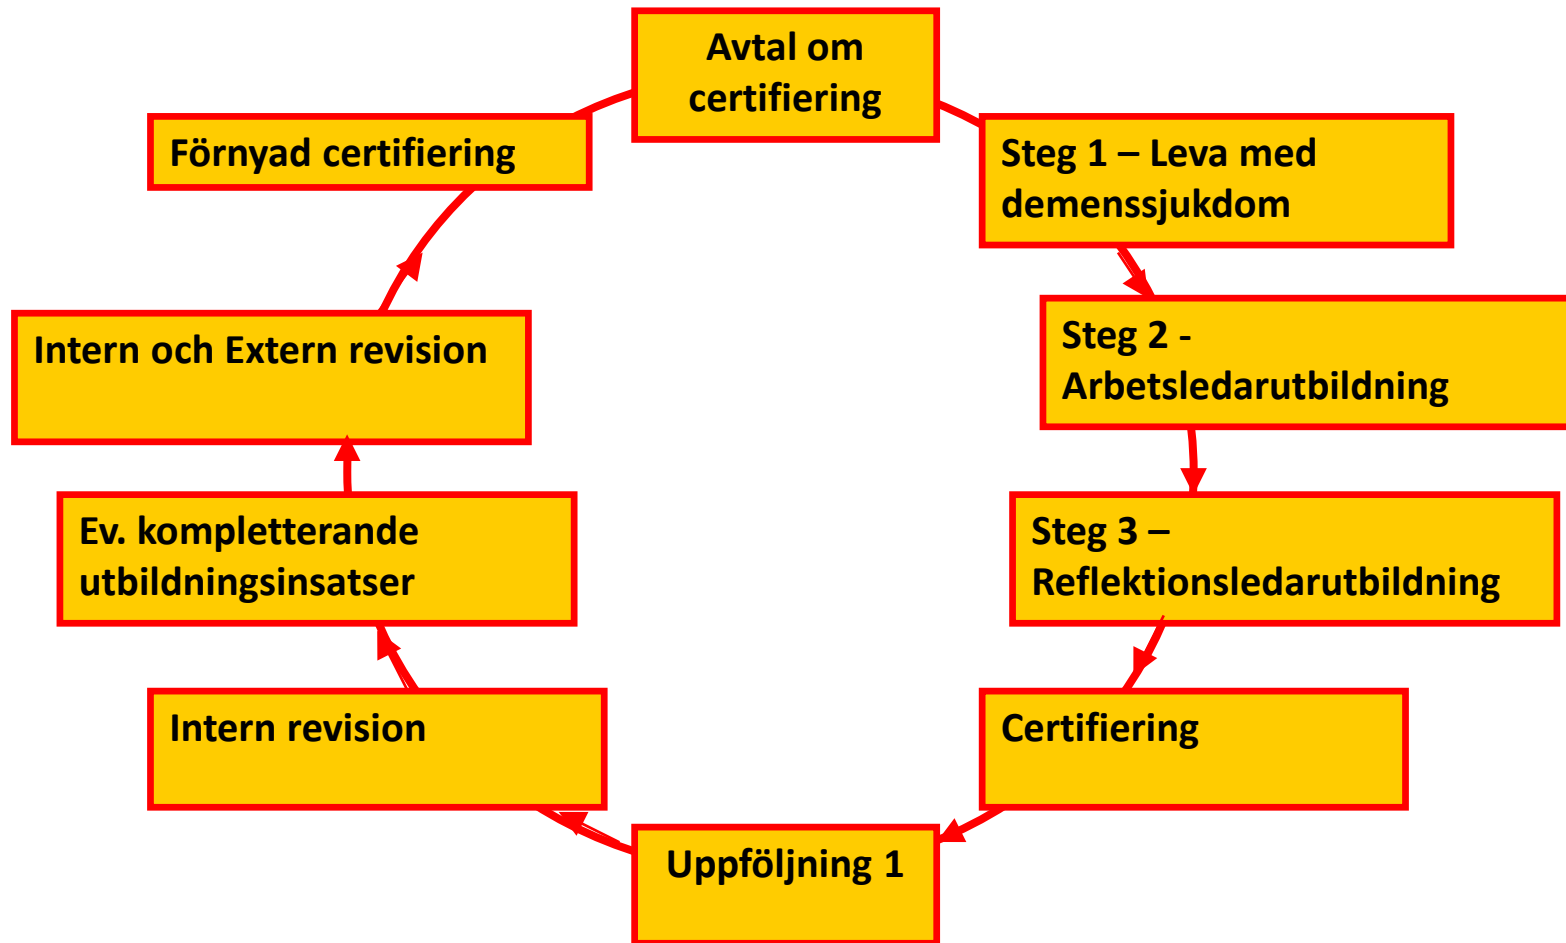 Avtal om
certifiering
Steg 1 – Leva med
demenssjukdom
Steg 2 -
Arbetsledarutbildning
Steg 3 –
Reflektionsledarutbildning
Certifiering
Uppföljning 1
Intern revision
Ev. kompletterande
utbildningsinsatser
Intern och Extern revision
Förnyad certifiering